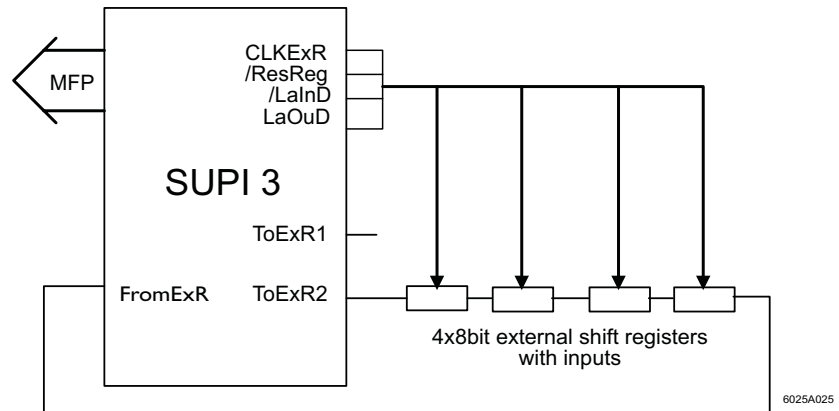 CLKExR
/ResReg
/LaInD
LaOuD
MFP
SUPI 3
ToExR1
FromExR
ToExR2
4x8bit external shift registers
with inputs
6025A025